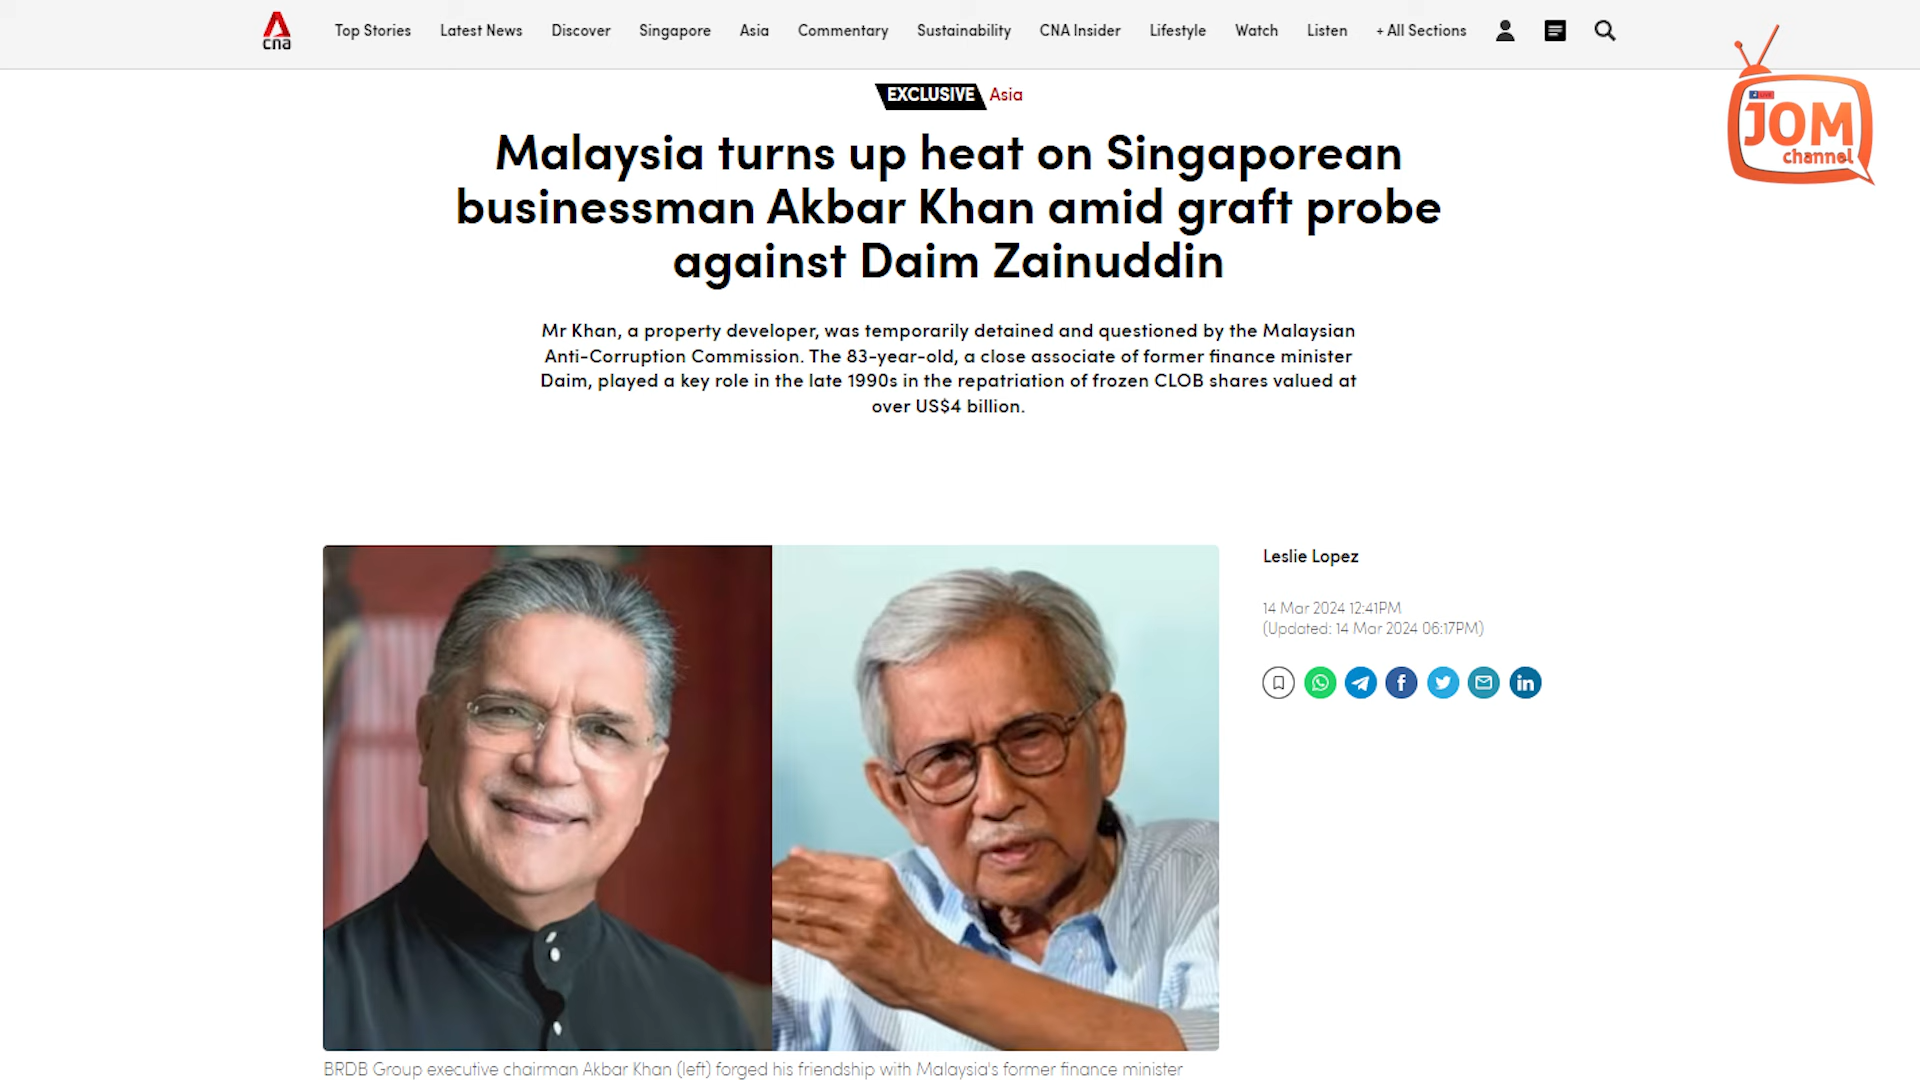 cna
Top Stories
Latest News
Discover
Singapore
Asia
Commentary
Sustainability
CNA Insider
Lifestyle
Watch
Listen
+ All Sections
JOM
channel
EXCLUSIVE Asia
Malaysia turns up heat on Singaporean
businessman Akbar Khan amid graft probe
against Daim Zainuddin
Mr Khan, a property developer, was temporarily detained and questioned by the Malaysian
Anti-Corruption Commission. The 83-year-old, a close associate of former finance minister
Daim, played a key role in the late 1990s in the repatriation of frozen CLOB shares valued at
over US$4 billion.
Leslie Lopez
14 Mar 2024 12:41PM
(Updated: 14 Mar 2024 06:17PM)
BRDB Group executive chairman Akbar Khan (left) forged his friendship with Malaysia's former finance minister